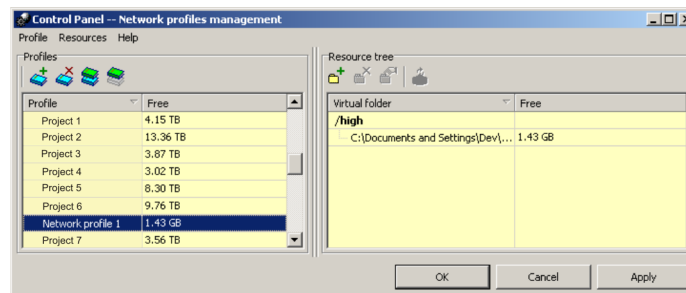 Control Panel -- Network profiles management
Profile Resources Help
Profiles
Profile Free
Project 1 4.15 TB
Project 2 13.36 TB
Project 3 3.87 TB
Project 4 3.02 TB
Project 5 8.30 TB
Project 6 9.76 TB
Network profile 1 1.43 GB
Project 7 3.56 TB
Resource tree
Virtual folder Free
/high
C:\Documents and Settings\Dev\... 1.43 GB
OK Cancel Apply